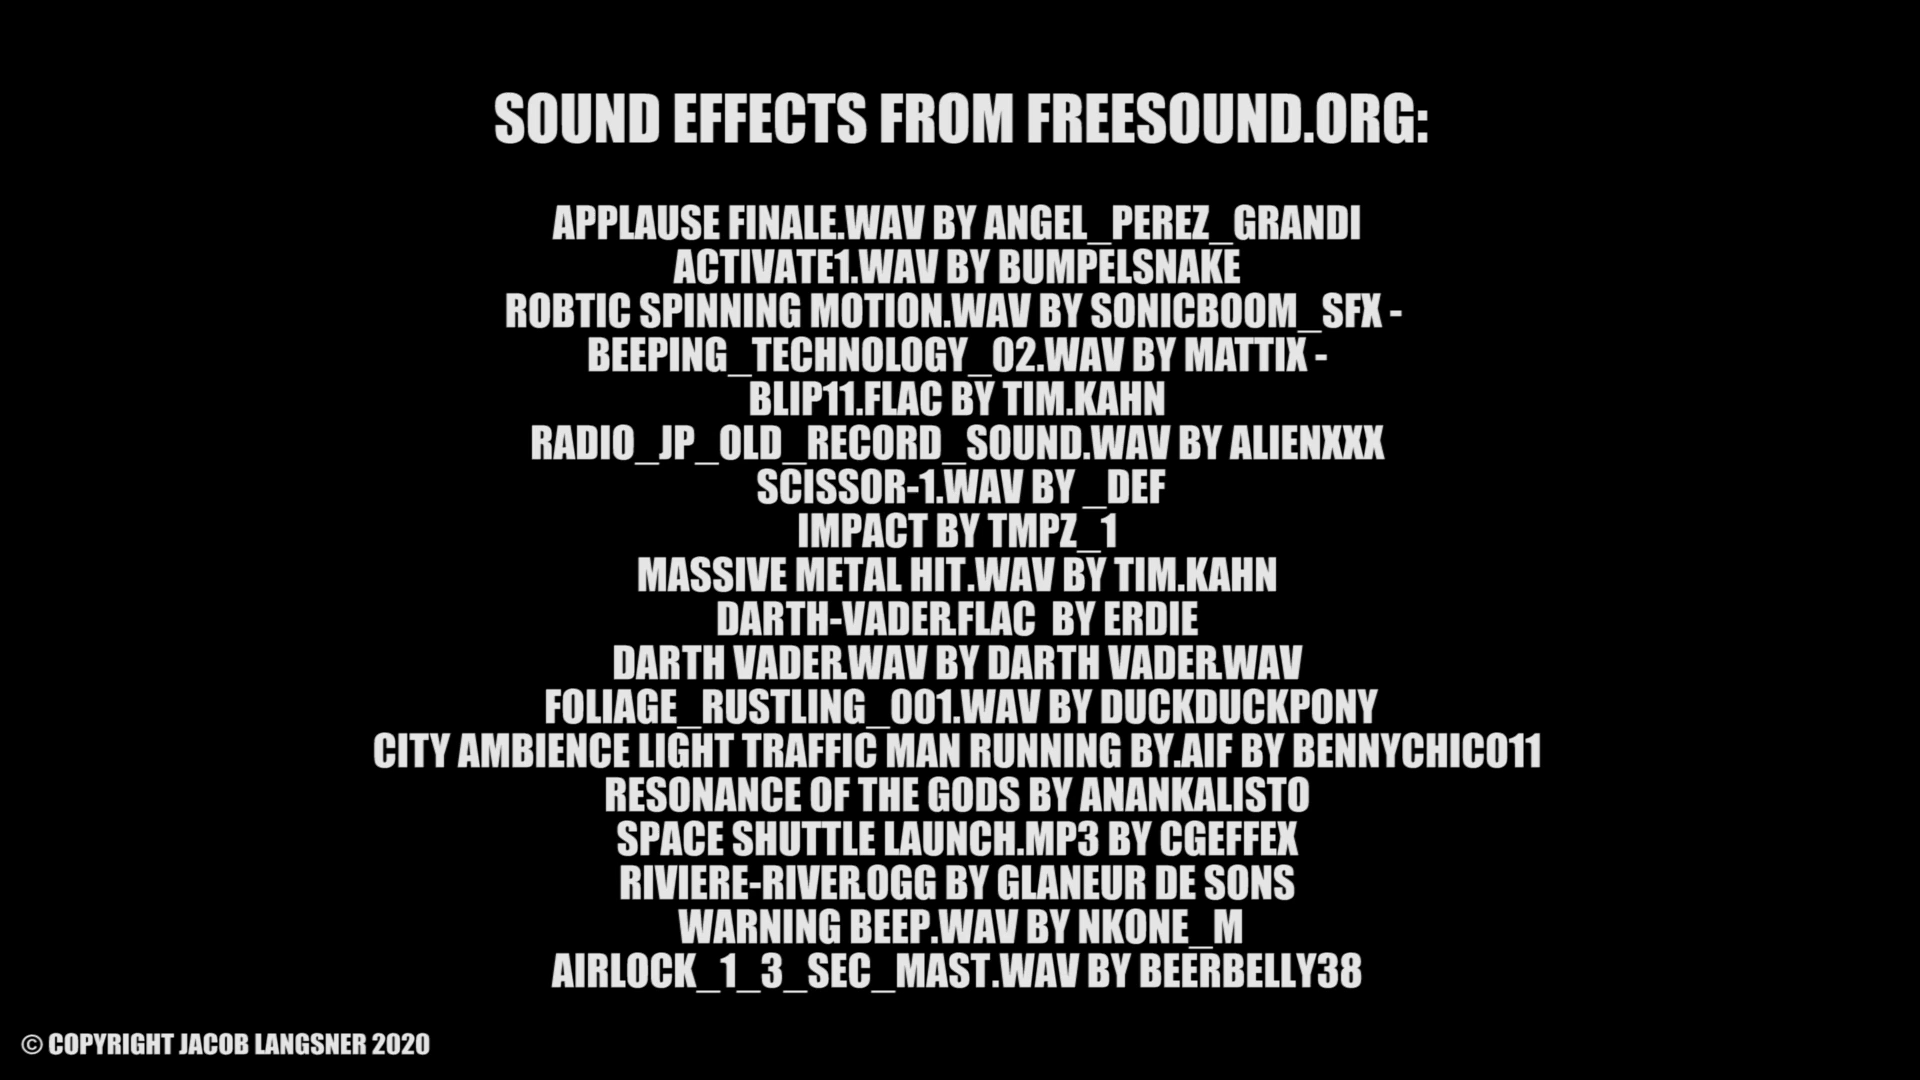 SOUND EFFECTS FROM FREESOUND.ORG:
APPLAUSE FINALE.WAV BY ANGEL_PEREZ_GRANDI
ACTIVATE1.WAV BY BUMPELSNAKE
ROBTIC SPINNING MOTION.WAV BY SONICBOOM_SFX -
BEEPING_TECHNOLOGY_02.WAV BY MATTIX -
BLIP11.FLAC BY TIM.KAHN
RADIO_JP_OLD_RECORD_SOUND.WAV BY ALIENXXX
SCISSOR-1.WAV BY _DEF
IMPACT BY TMPZ_1
MASSIVE METAL HIT.WAV BY TIM.KAHN
DARTH-VADER.FLAC  BY ERDIE
DARTH VADER.WAV BY DARTH VADER.WAV
FOLIAGE_RUSTLING_001.WAV BY DUCKDUCKPONY
CITY AMBIENCE LIGHT TRAFFIC MAN RUNNING BY.AIF BY BENNYCHICO11
RESONANCE OF THE GODS BY ANANKALISTO
SPACE SHUTTLE LAUNCH.MP3 BY CGEFFEX
RIVIERE-RIVER.OGG BY GLANEUR DE SONS
WARNING BEEP.WAV BY NKONE_M
AIRLOCK_1_3_SEC_MAST.WAV BY BEERBELLY38
© COPYRIGHT JACOB LANGSNER 2020